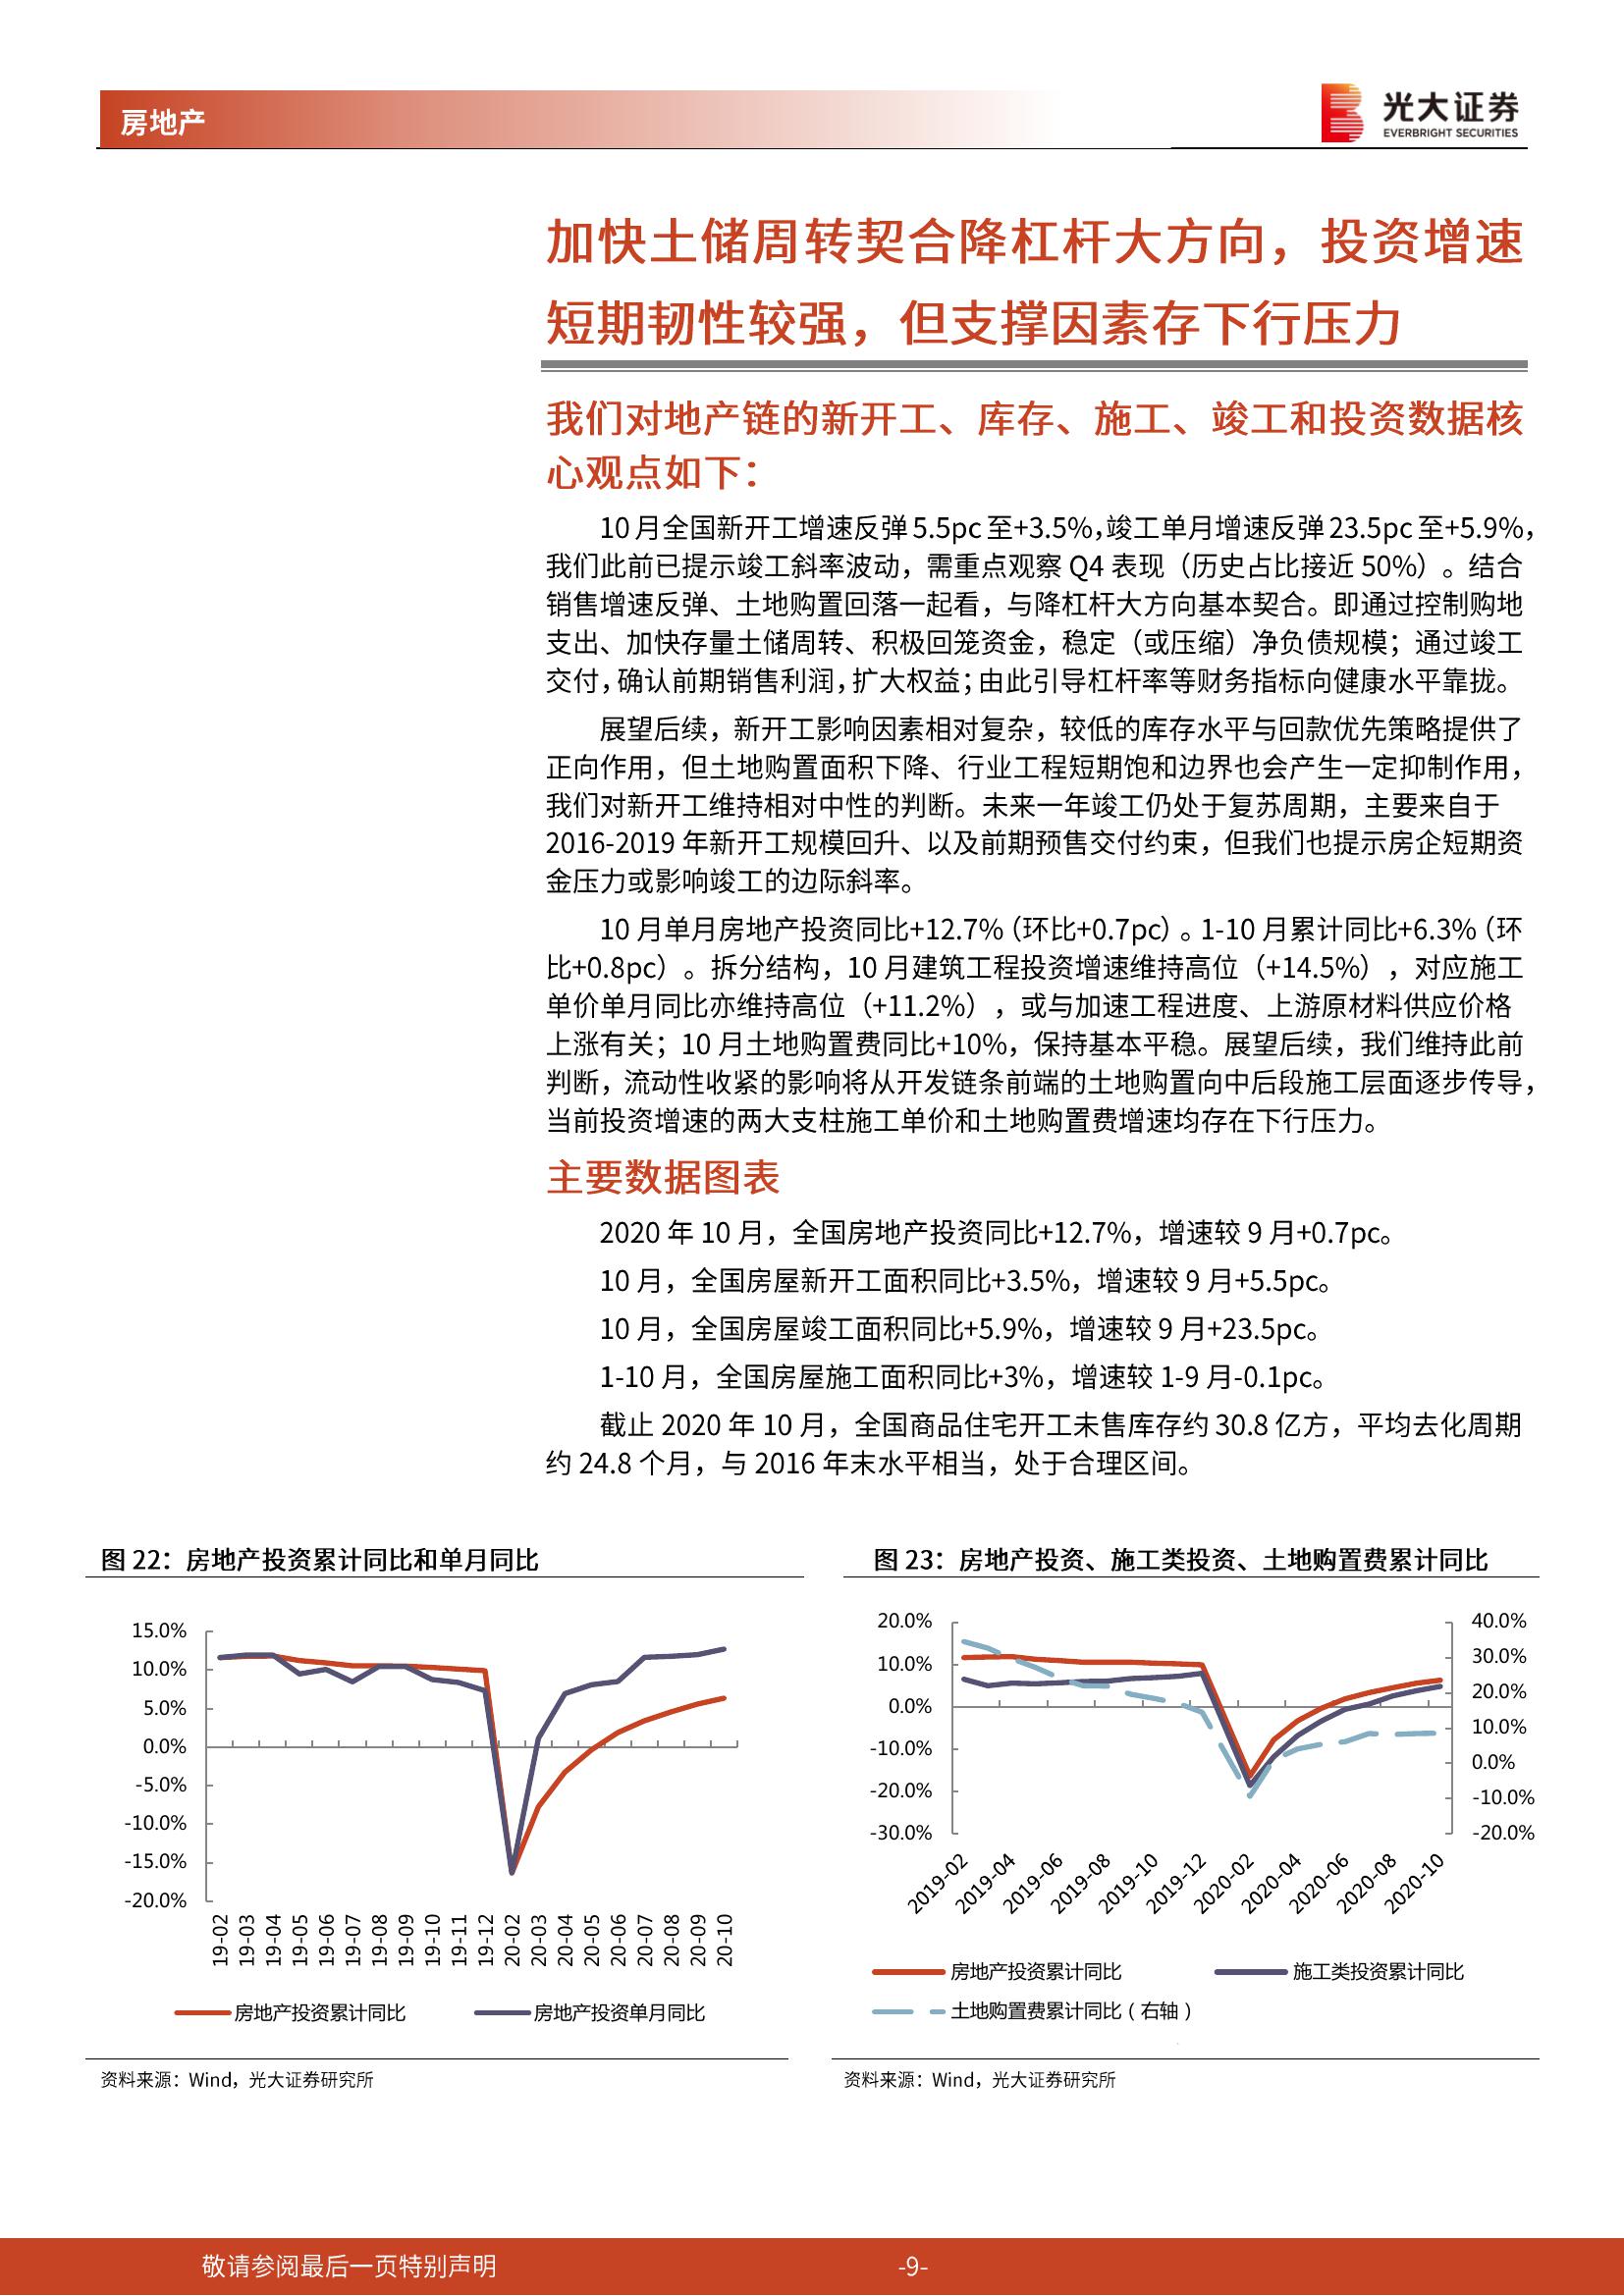 房地产
光大证券
EVERBRIGHT SECURITIES
加快土储周转契合降杠杆大方向，投资增速
短期韧性较强，但支撑因素存下行压力
我们对地产链的新开工、库存、施工、竣工和投资数据核
心观点如下：
10 月全国新开工增速反弹 5.5pc 至+3.5%，竣工单月增速反弹 23.5pc 至+5.9%，
我们此前已提示竣工斜率波动，需重点观察 Q4 表现（历史占比接近 50%）。结合
销售增速反弹、土地购置回落一起看，与降杠杆大方向基本契合。即通过控制购地
支出、加快存量土储周转、积极回笼资金，稳定（或压缩）净负债规模；通过竣工
交付，确认前期销售利润，扩大权益；由此引导杠杆率等财务指标向健康水平靠拢。
展望后续，新开工影响因素相对复杂，较低的库存水平与回款优先策略提供了
正向作用，但土地购置面积下降、行业工程短期饱和边界也会产生一定抑制作用，
我们对新开工维持相对中性的判断。未来一年竣工仍处于复苏周期，主要来自于
2016-2019 年新开工规模回升、以及前期预售交付约束，但我们也提示房企短期资
金压力或影响竣工的边际斜率。
10 月单月房地产投资同比+12.7%（环比+0.7pc）。1-10 月累计同比+6.3%（环
比+0.8pc）。拆分结构，10 月建筑工程投资增速维持高位（+14.5%），对应施工
单价单月同比亦维持高位（+11.2%），或与加速工程进度、上游原材料供应价格
上涨有关；10 月土地购置费同比+10%，保持基本平稳。展望后续，我们维持此前
判断，流动性收紧的影响将从开发链条前端的土地购置向中后段施工层面逐步传导，
当前投资增速的两大支柱施工单价和土地购置费增速均存在下行压力。
主要数据图表
2020 年 10 月，全国房地产投资同比+12.7%，增速较 9 月+0.7pc。
10 月，全国房屋新开工面积同比+3.5%，增速较 9 月+5.5pc。
10 月，全国房屋竣工面积同比+5.9%，增速较 9 月+23.5pc。
1-10 月，全国房屋施工面积同比+3%，增速较 1-9 月-0.1pc。
截止 2020 年 10 月，全国商品住宅开工未售库存约 30.8 亿方，平均去化周期
约 24.8 个月，与 2016 年末水平相当，处于合理区间。
图 22：房地产投资累计同比和单月同比
15.0%
10.0%
5.0%
0.0%
-5.0%
-10.0%
-15.0%
-20.0%
19-02
19-03
19-04
19-05
19-06
19-07
19-08
19-09
19-10
19-11
19-12
20-02
20-03
20-04
20-05
20-06
20-07
20-08
20-09
20-10
房地产投资累计同比
房地产投资单月同比
资料来源：Wind，光大证券研究所
图 23：房地产投资、施工类投资、土地购置费累计同比
20.0%
10.0%
0.0%
-10.0%
-20.0%
-30.0%
40.0%
30.0%
20.0%
10.0%
0.0%
-10.0%
-20.0%
2019-02
2019-04
2019-06
2019-08
2019-10
2019-12
2020-02
2020-04
2020-06
2020-08
2020-10
房地产投资累计同比
施工类投资累计同比
土地购置费累计同比（右轴）
资料来源：Wind，光大证券研究所
敬请参阅最后一页特别声明
-9-